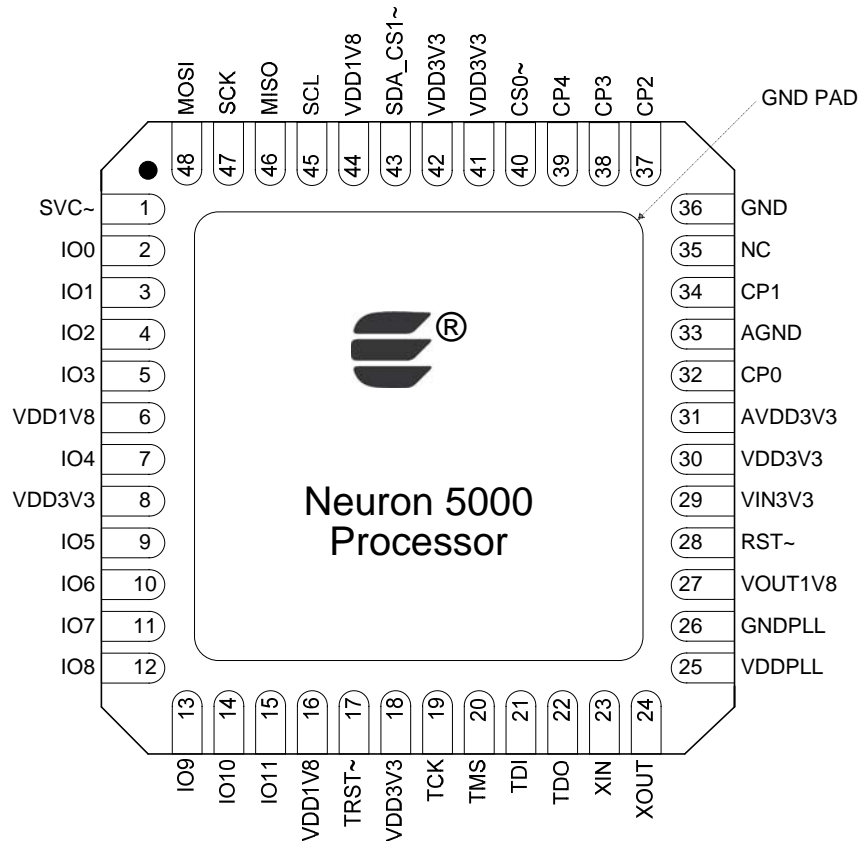 MOSI
SCK
MISO
SCL
VDD1V8
SDA_CS1~
VDD3V3
VDD3V3
CS0~
CP4
CP3
CP2
GND PAD
48
47
46
45
44
43
42
41
40
39
38
37
SVC~ 1
IO0 2
IO1 3
IO2 4
IO3 5
VDD1V8 6
IO4 7
VDD3V3 8
IO5 9
IO6 10
IO7 11
IO8 12
®
Neuron 5000
Processor
36 GND
35 NC
34 CP1
33 AGND
32 CP0
31 AVDD3V3
30 VDD3V3
29 VIN3V3
28 RST~
27 VOUT1V8
26 GNDPLL
25 VDDPLL
13
14
15
16
17
18
19
20
21
22
23
24
IO9
IO10
IO11
VDD1V8
TRST~
VDD3V3
TCK
TMS
TDI
TDO
XIN
XOUT